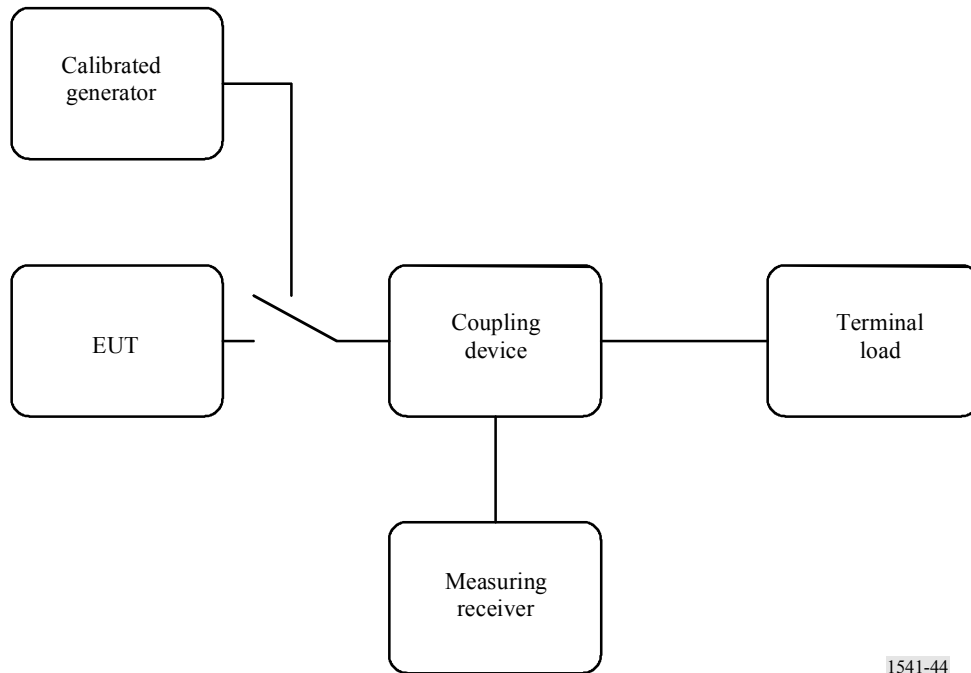 Calibrated
generator
EUT
Coupling
device
Terminal
load
Measuring
receiver
1541-44